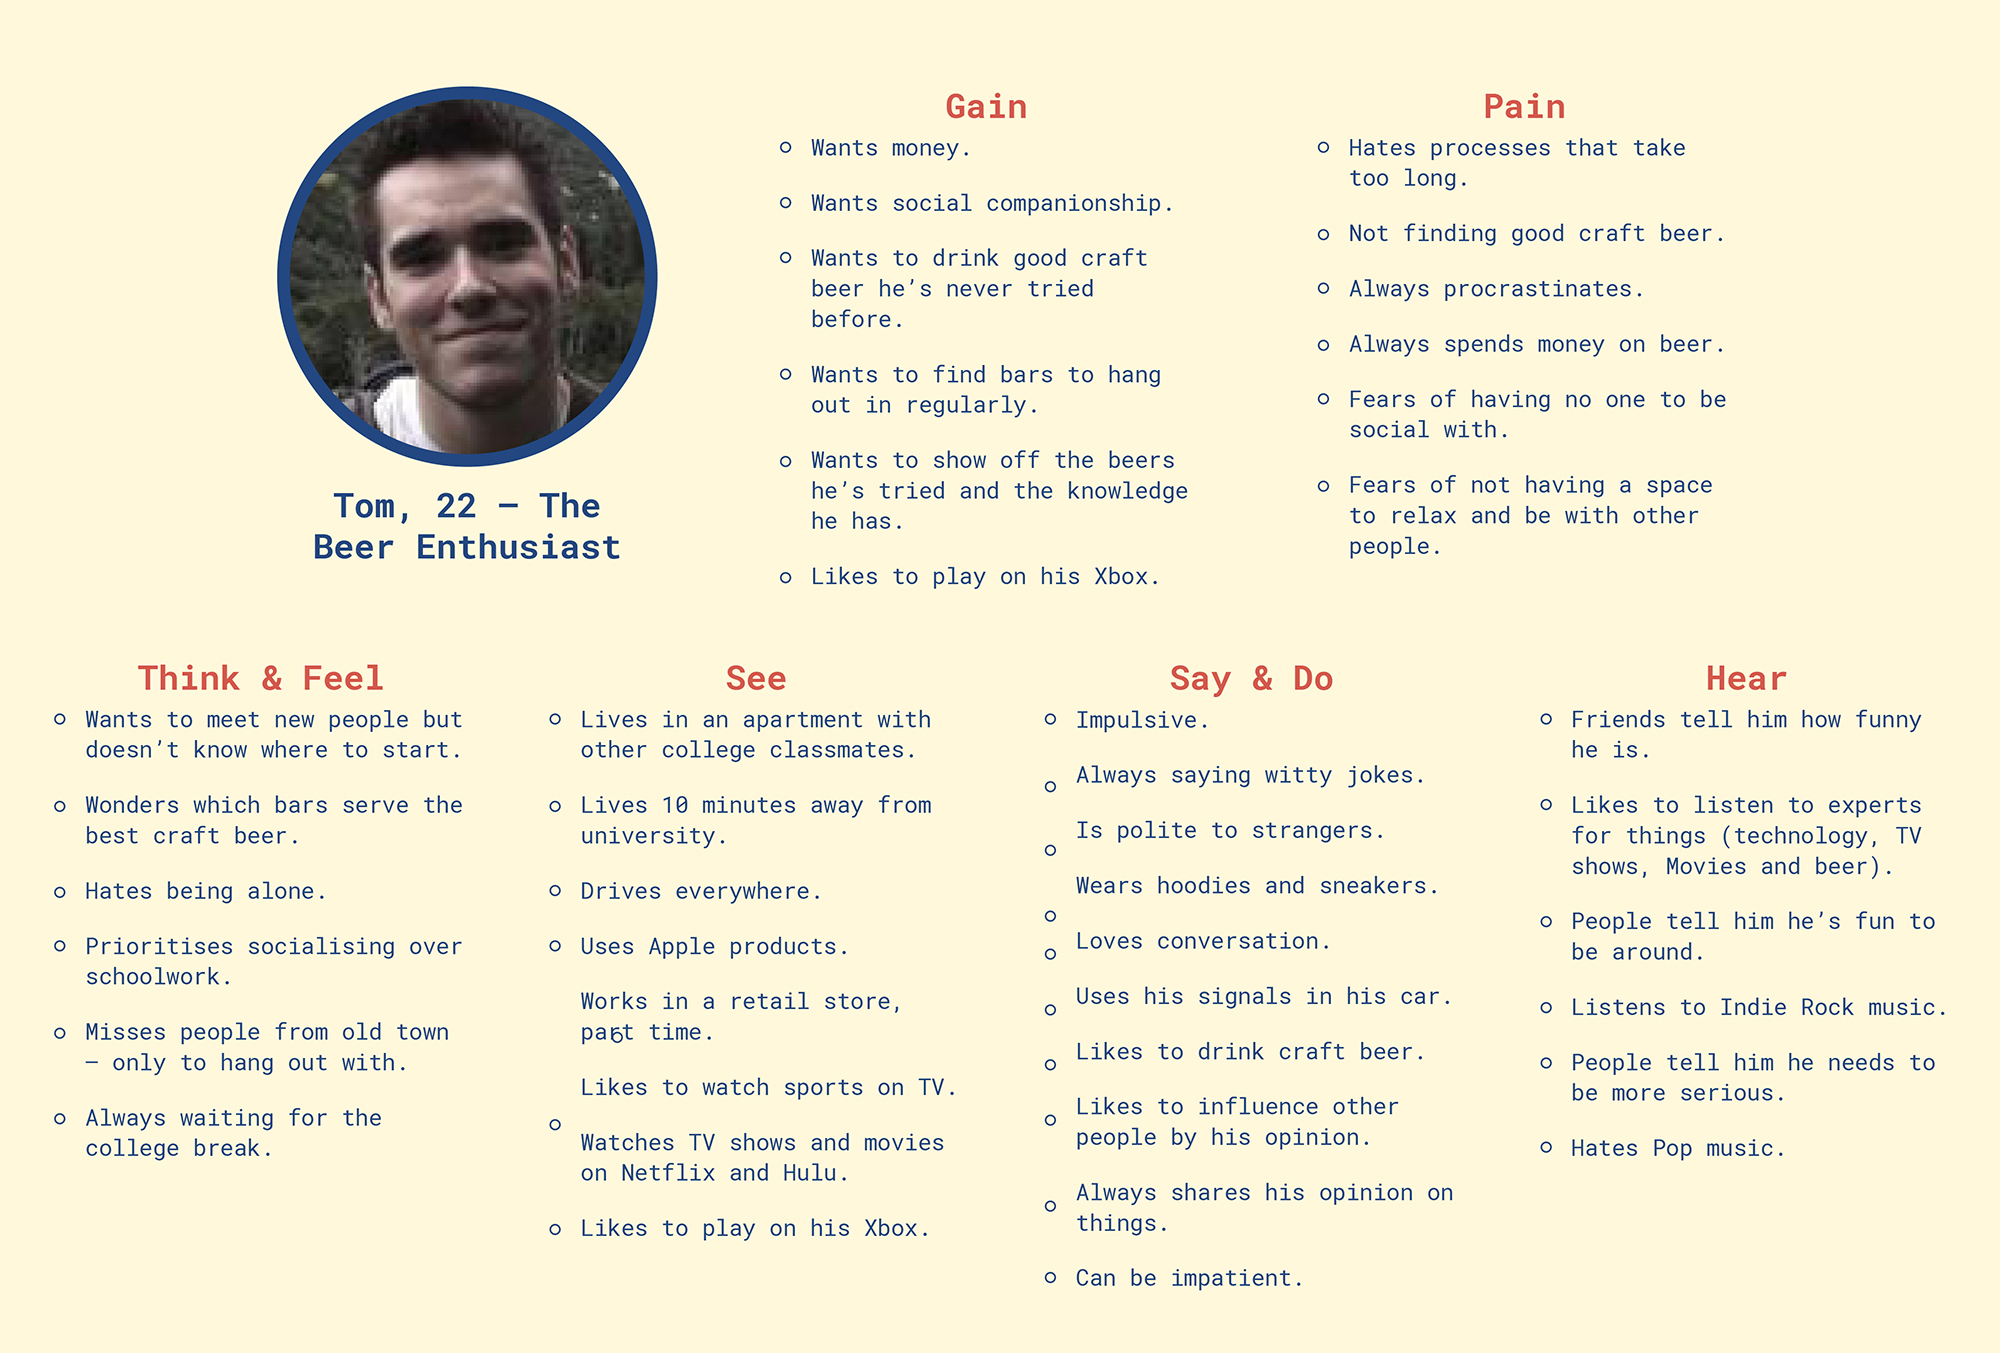 Tom, 22 – The
Beer Enthusiast
Gain
Wants money.
Wants social companionship.
Wants to drink good craft
beer he’s never tried
before.
Wants to find bars to hang
out in regularly.
Wants to show off the beers
he’s tried and the knowledge
he has.
Likes to play on his Xbox.
Pain
Hates processes that take
too long.
Not finding good craft beer.
Always procrastinates.
Always spends money on beer.
Fears of having no one to be
social with.
Fears of not having a space
to relax and be with other
people.
Think & Feel
Wants to meet new people but
doesn’t know where to start.
Wonders which bars serve the
best craft beer.
Hates being alone.
Prioritises socialising over
schoolwork.
Misses people from old town
– only to hang out with.
Always waiting for the
college break.
See
Lives in an apartment with
other college classmates.
Lives 10 minutes away from
university.
Drives everywhere.
Uses Apple products.
Works in a retail store,
part time.
Likes to watch sports on TV.
Watches TV shows and movies
on Netflix and Hulu.
Likes to play on his Xbox.
Say & Do
Impulsive.
Always saying witty jokes.
Is polite to strangers.
Wears hoodies and sneakers.
Loves conversation.
Uses his signals in his car.
Likes to drink craft beer.
Likes to influence other
people by his opinion.
Always shares his opinion on
things.
Can be impatient.
Hear
Friends tell him how funny
he is.
Likes to listen to experts
for things (technology, TV
shows, Movies and beer).
People tell him he’s fun to
be around.
Listens to Indie Rock music.
People tell him he needs to
be more serious.
Hates Pop music.